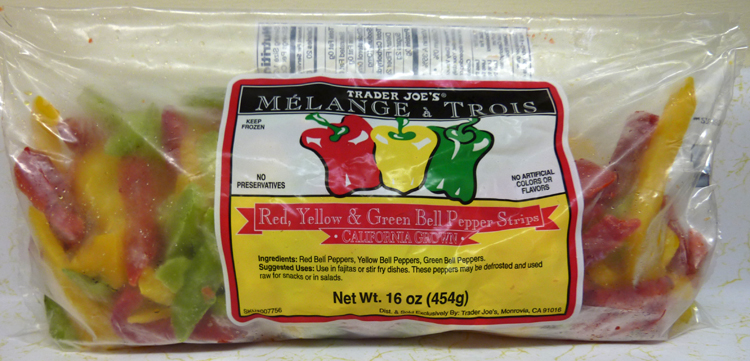 TRADER JOE'S®
MÉLANGE à TROIS
KEEP
FROZEN
NO
PRESERVATIVES
NO ARTIFICIAL
COLORS OR
FLAVORS
Red, Yellow & Green Bell Pepper Strips
• CALIFORNIA GROWN •
Ingredients: Red Bell Peppers, Yellow Bell Peppers, Green Bell Peppers.
Suggested Uses: Use in fajitas or stir fry dishes. These peppers may be defrosted and used
raw for snacks or in salads.
Net Wt. 16 oz (454g)
Dist. & Sold Exclusively By: Trader Joe's, Monrovia, CA 91016